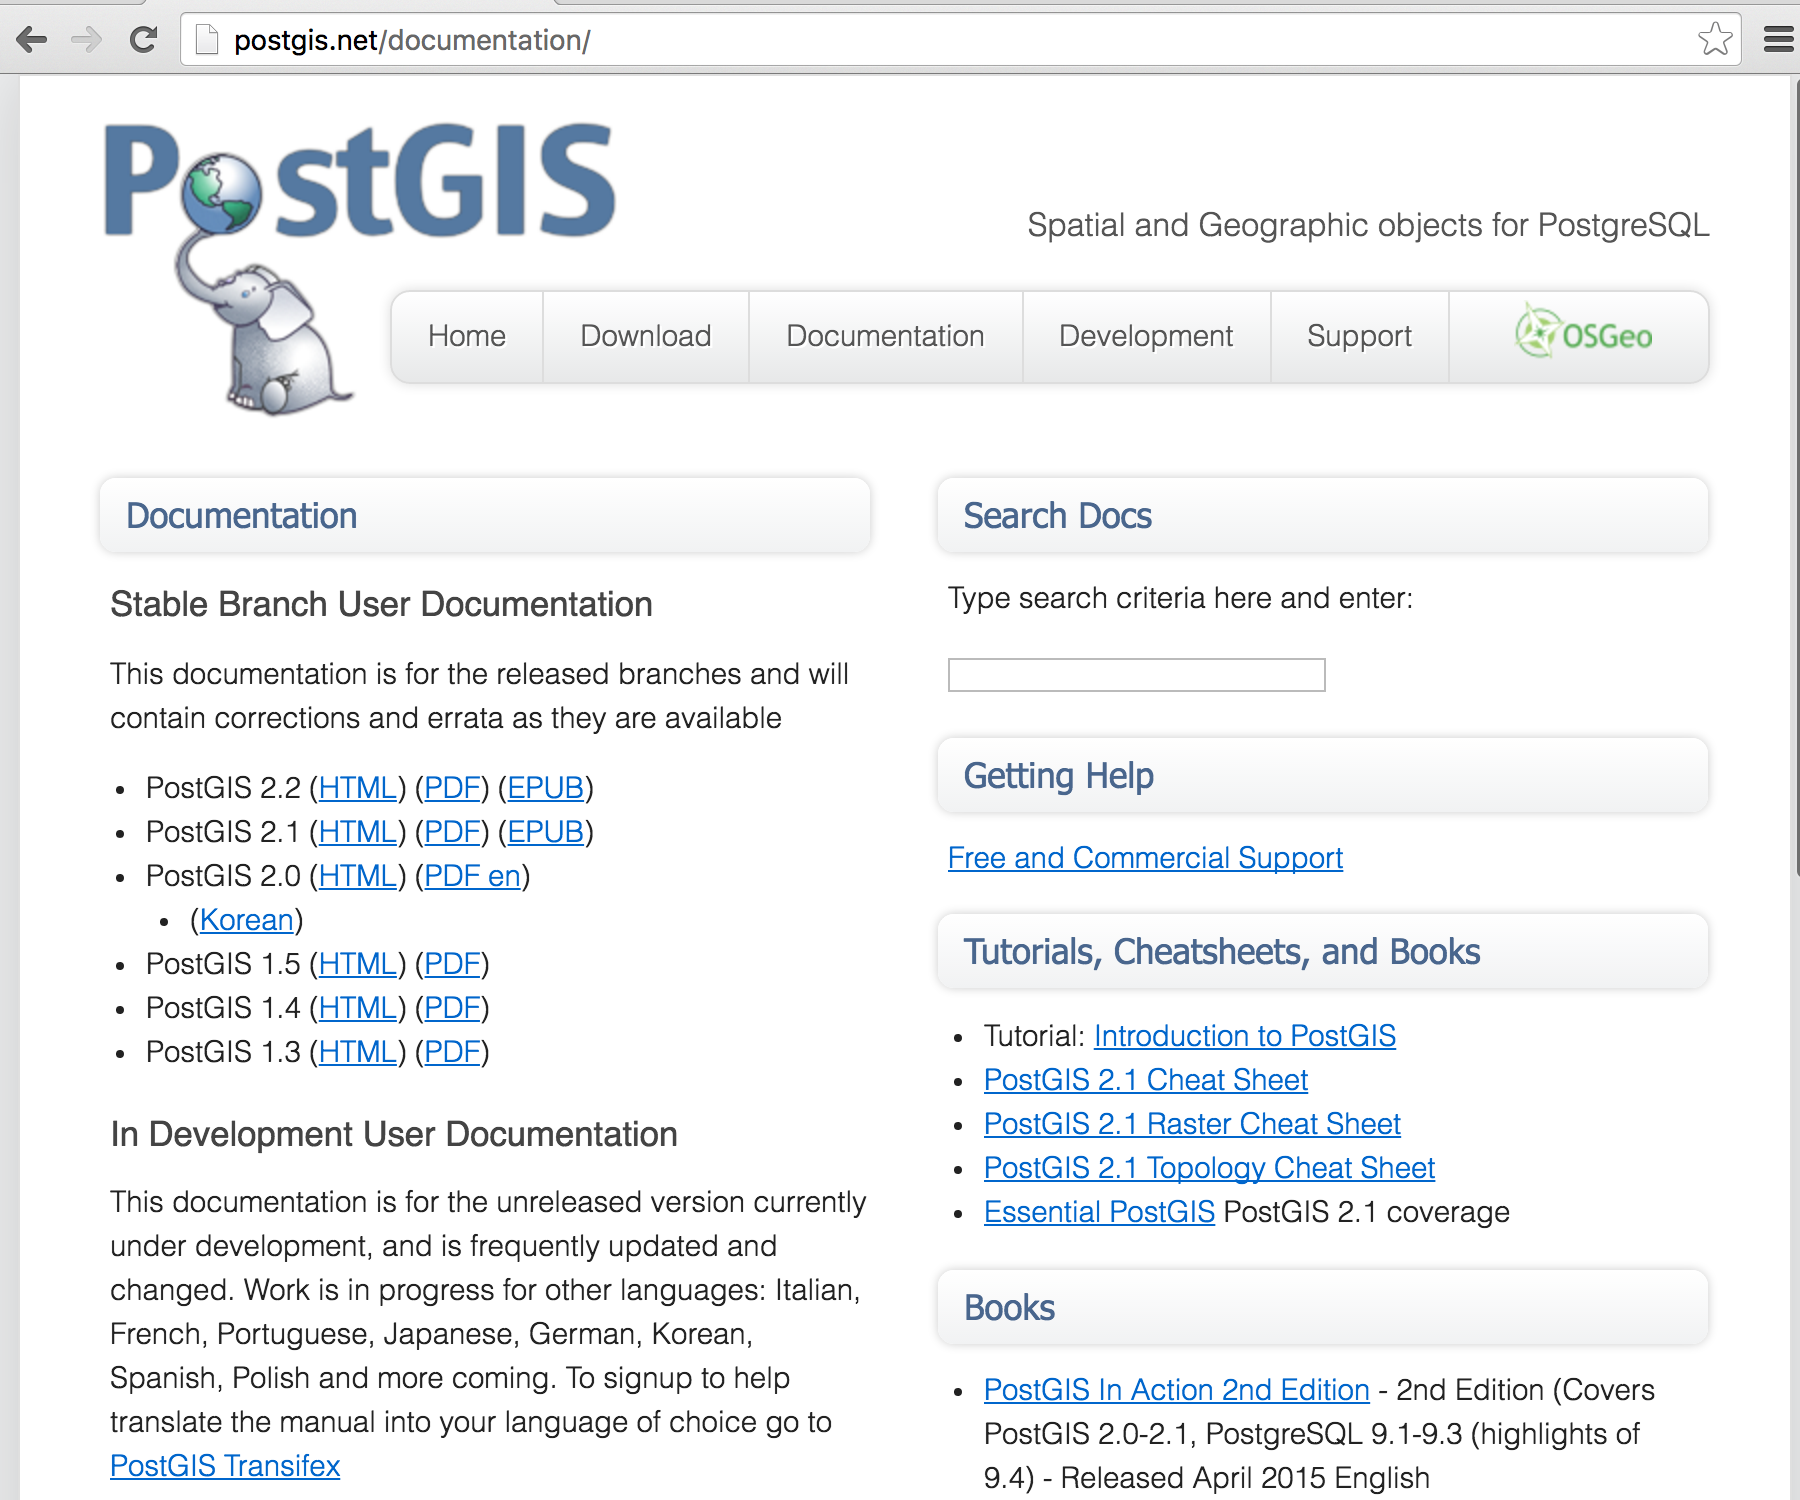 postgis.net/documentation/
PostGIS
Spatial and Geographic objects for PostgreSQL
Home Download Documentation Development Support OSGeo
Documentation
Stable Branch User Documentation
This documentation is for the released branches and will
contain corrections and errata as they are available
• PostGIS 2.2 (HTML) (PDF) (EPUB)
• PostGIS 2.1 (HTML) (PDF) (EPUB)
• PostGIS 2.0 (HTML) (PDF en)
• (Korean)
• PostGIS 1.5 (HTML) (PDF)
• PostGIS 1.4 (HTML) (PDF)
• PostGIS 1.3 (HTML) (PDF)
In Development User Documentation
This documentation is for the unreleased version currently
under development, and is frequently updated and
changed. Work is in progress for other languages: Italian,
French, Portuguese, Japanese, German, Korean,
Spanish, Polish and more coming. To signup to help
translate the manual into your language of choice go to
PostGIS Transifex
Search Docs
Type search criteria here and enter:
Getting Help
Free and Commercial Support
Tutorials, Cheatsheets, and Books
• Tutorial: Introduction to PostGIS
• PostGIS 2.1 Cheat Sheet
• PostGIS 2.1 Raster Cheat Sheet
• PostGIS 2.1 Topology Cheat Sheet
• Essential PostGIS PostGIS 2.1 coverage
Books
• PostGIS In Action 2nd Edition - 2nd Edition (Covers
PostGIS 2.0-2.1, PostgreSQL 9.1-9.3 (highlights of
9.4) - Released April 2015 English